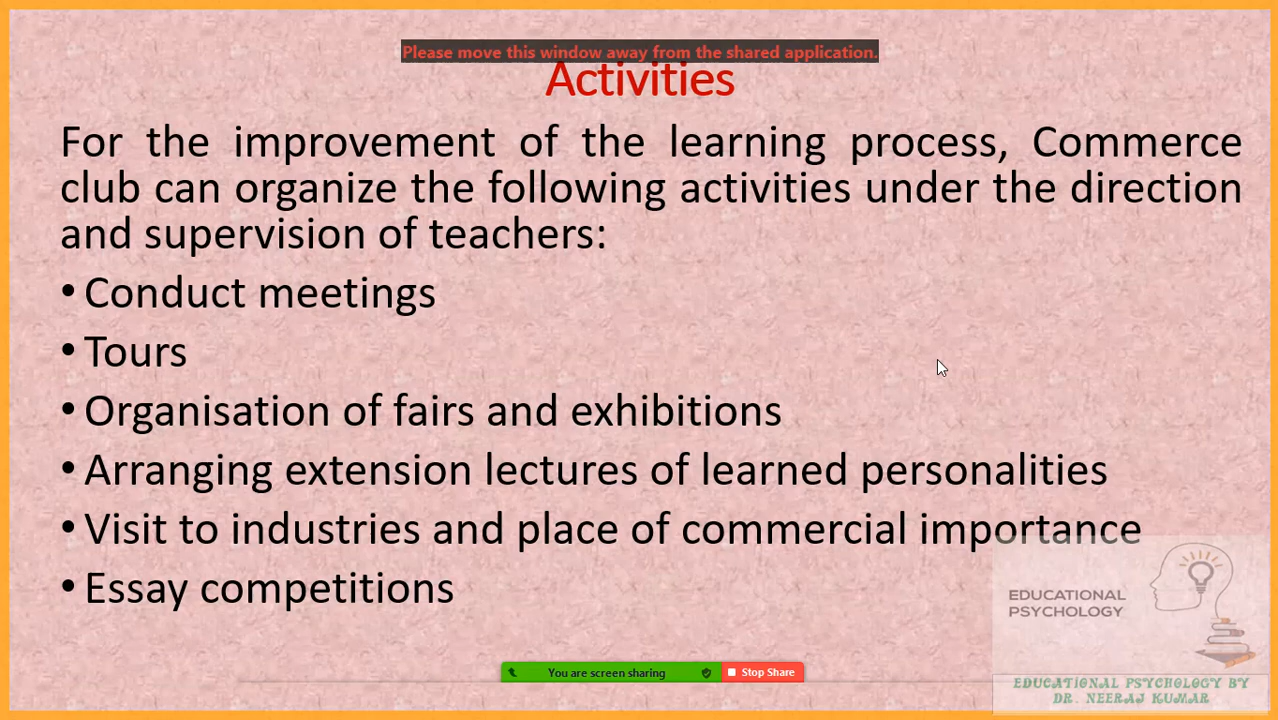 Please move this window away from the shared application.
Activities
For the improvement of the learning process, Commerce
club can organize the following activities under the direction
and supervision of teachers:
• Conduct meetings
• Tours
• Organisation of fairs and exhibitions
• Arranging extension lectures of learned personalities
• Visit to industries and place of commercial importance
• Essay competitions
EDUCATIONAL
PSYCHOLOGY
You are screen sharing
Stop Share
EDUCATIONAL PSYCHOLOGY BY
DR. NEERAJ KUMAR